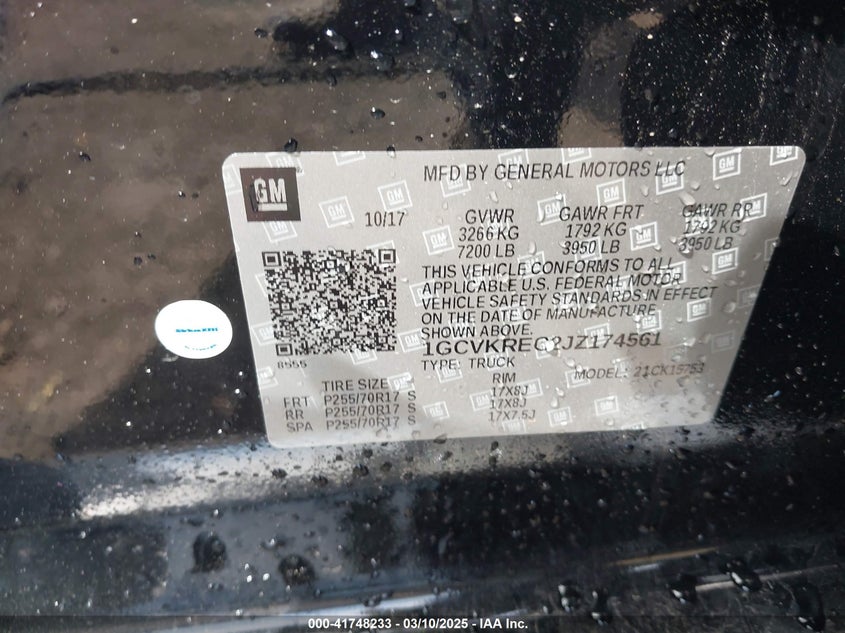 GM
MFD BY GENERAL MOTORS LLC
10/17 GVWR GAWR FRT GAWR RR
3266 KG 1792 KG 1792 KG
7200 LB 3950 LB 3950 LB
THIS VEHICLE CONFORMS TO ALL
APPLICABLE U.S. FEDERAL MOTOR
VEHICLE SAFETY STANDARDS IN EFFECT
ON THE DATE OF MANUFACTURE
SHOWN ABOVE.
8555
1GCVKREC2JZ174561
TYPE: TRUCK MODEL: 21CK15753
TIRE SIZE RIM
FRT P255/70R17 S 17X8J
RR P255/70R17 S 17X8J
SPA P255/70R17 S 17X7.5J
000-41748233 — 03/10/2025 — © IAA Inc.